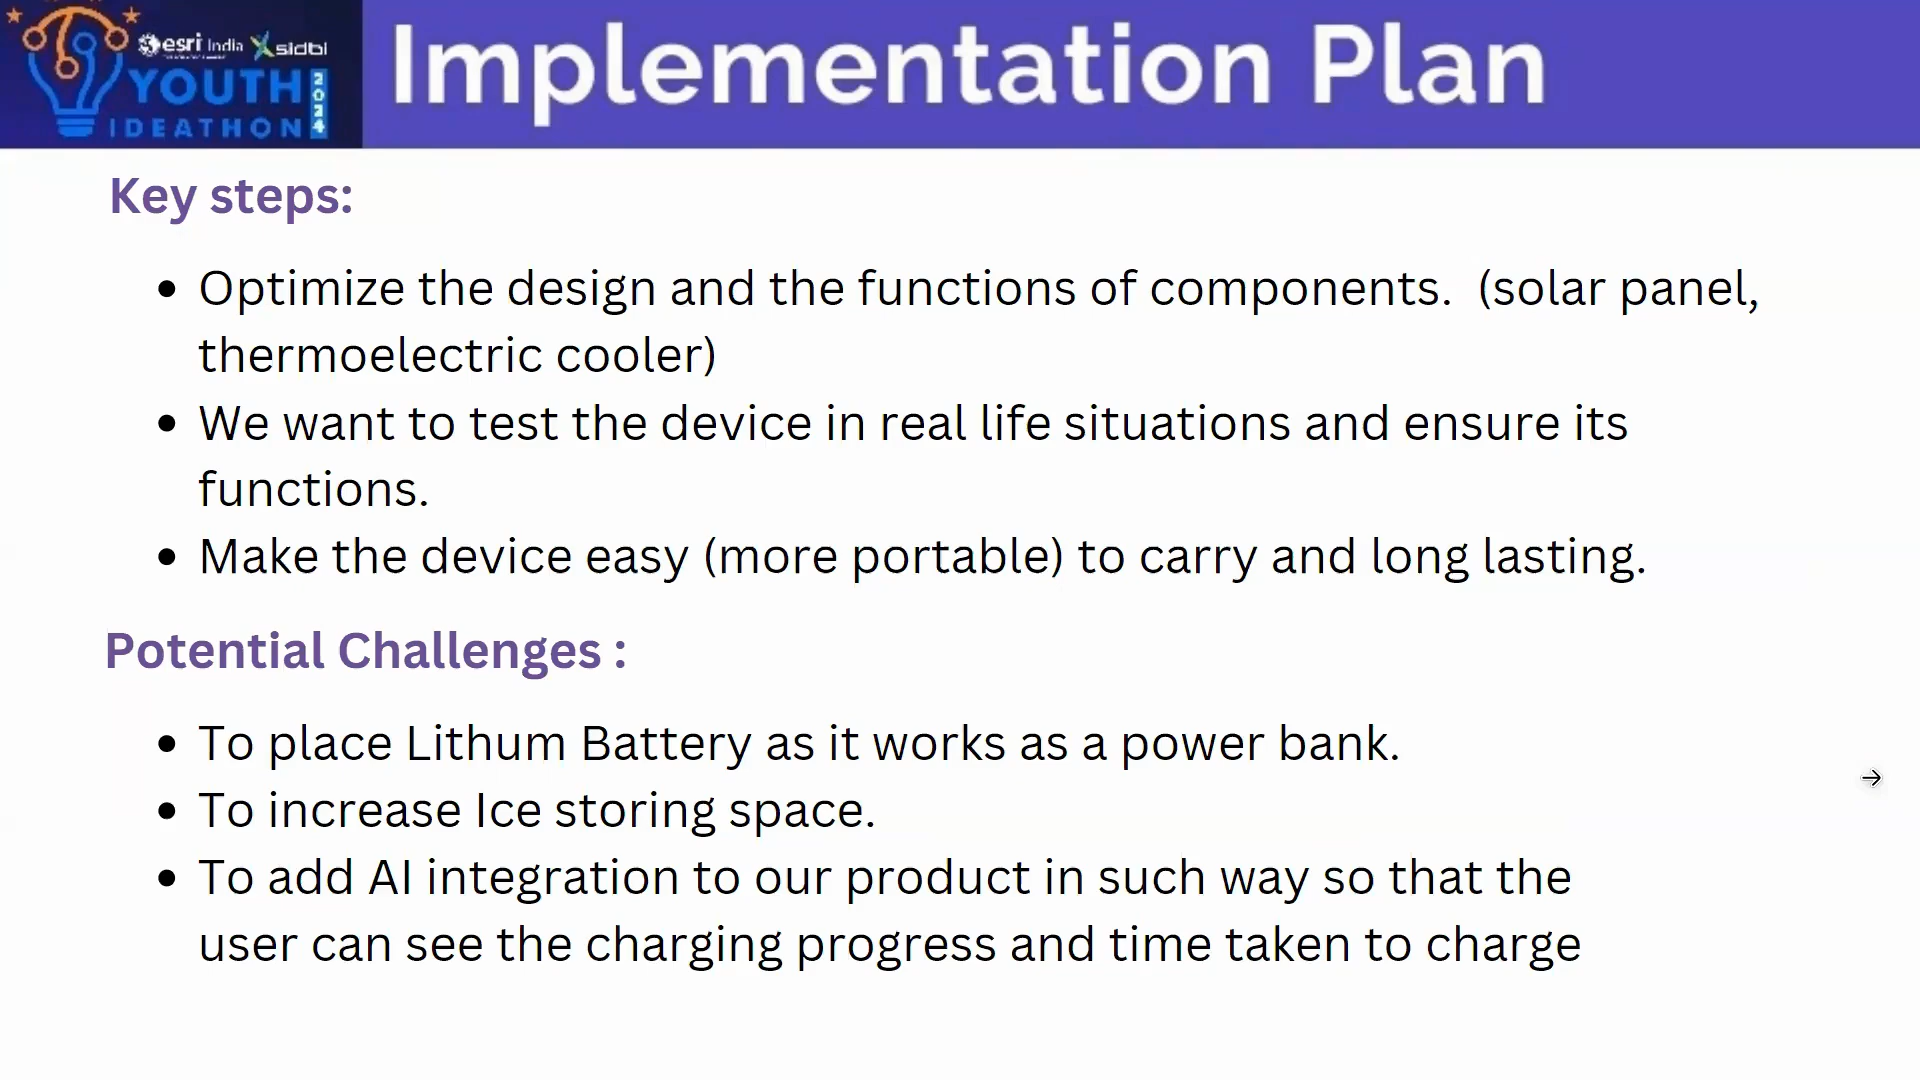 esri India sidbi
YOUTH 2024
IDEATHON
Implementation Plan
Key steps:
• Optimize the design and the functions of components. (solar panel,
thermoelectric cooler)
• We want to test the device in real life situations and ensure its
functions.
• Make the device easy (more portable) to carry and long lasting.
Potential Challenges :
• To place Lithum Battery as it works as a power bank.
• To increase Ice storing space.
• To add AI integration to our product in such way so that the
user can see the charging progress and time taken to charge